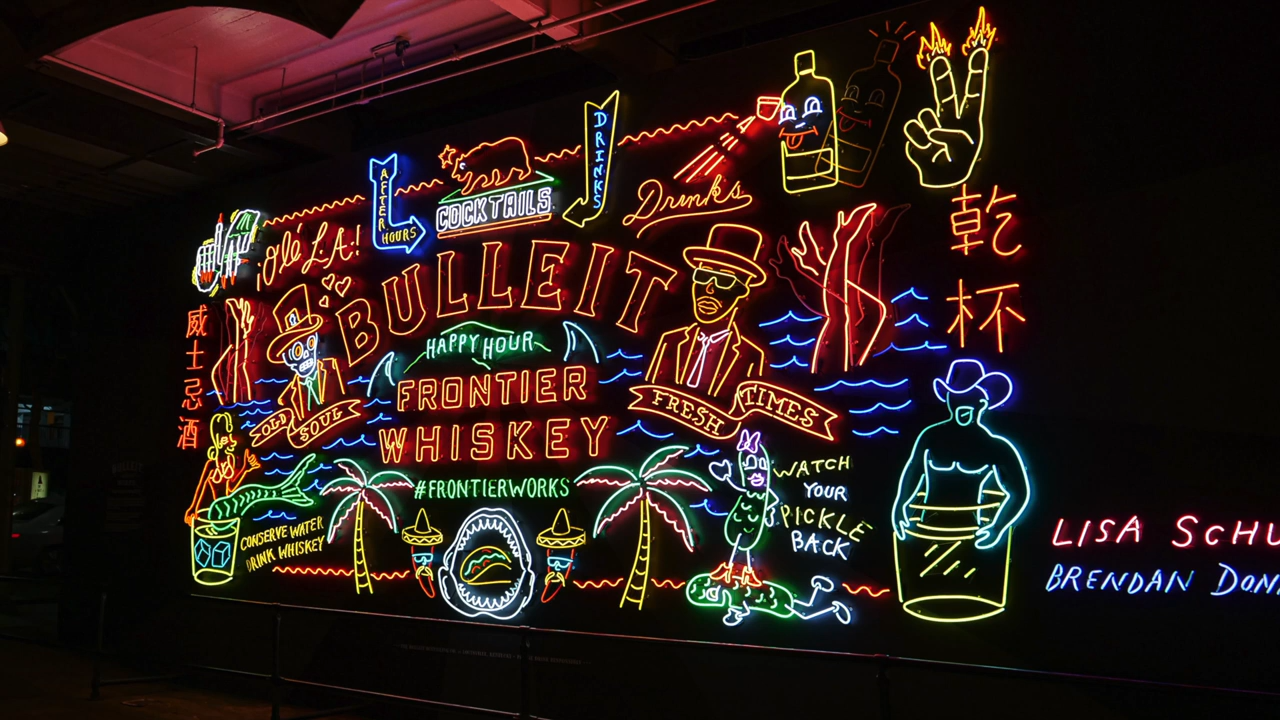 DRINKS
AFTER
HOURS
COCKTAILS
Drinks
¡Olé L.A.!
乾杯
BULLEIT
威士忌酒
HAPPY HOUR
FRONTIER
WHISKEY
OLD SOUL
FRESH TIMES
#FRONTIERWORKS
WATCH
YOUR
PICKLE
BACK
CONSERVE WATER
DRINK WHISKEY
LISA SCHU
BRENDAN DON